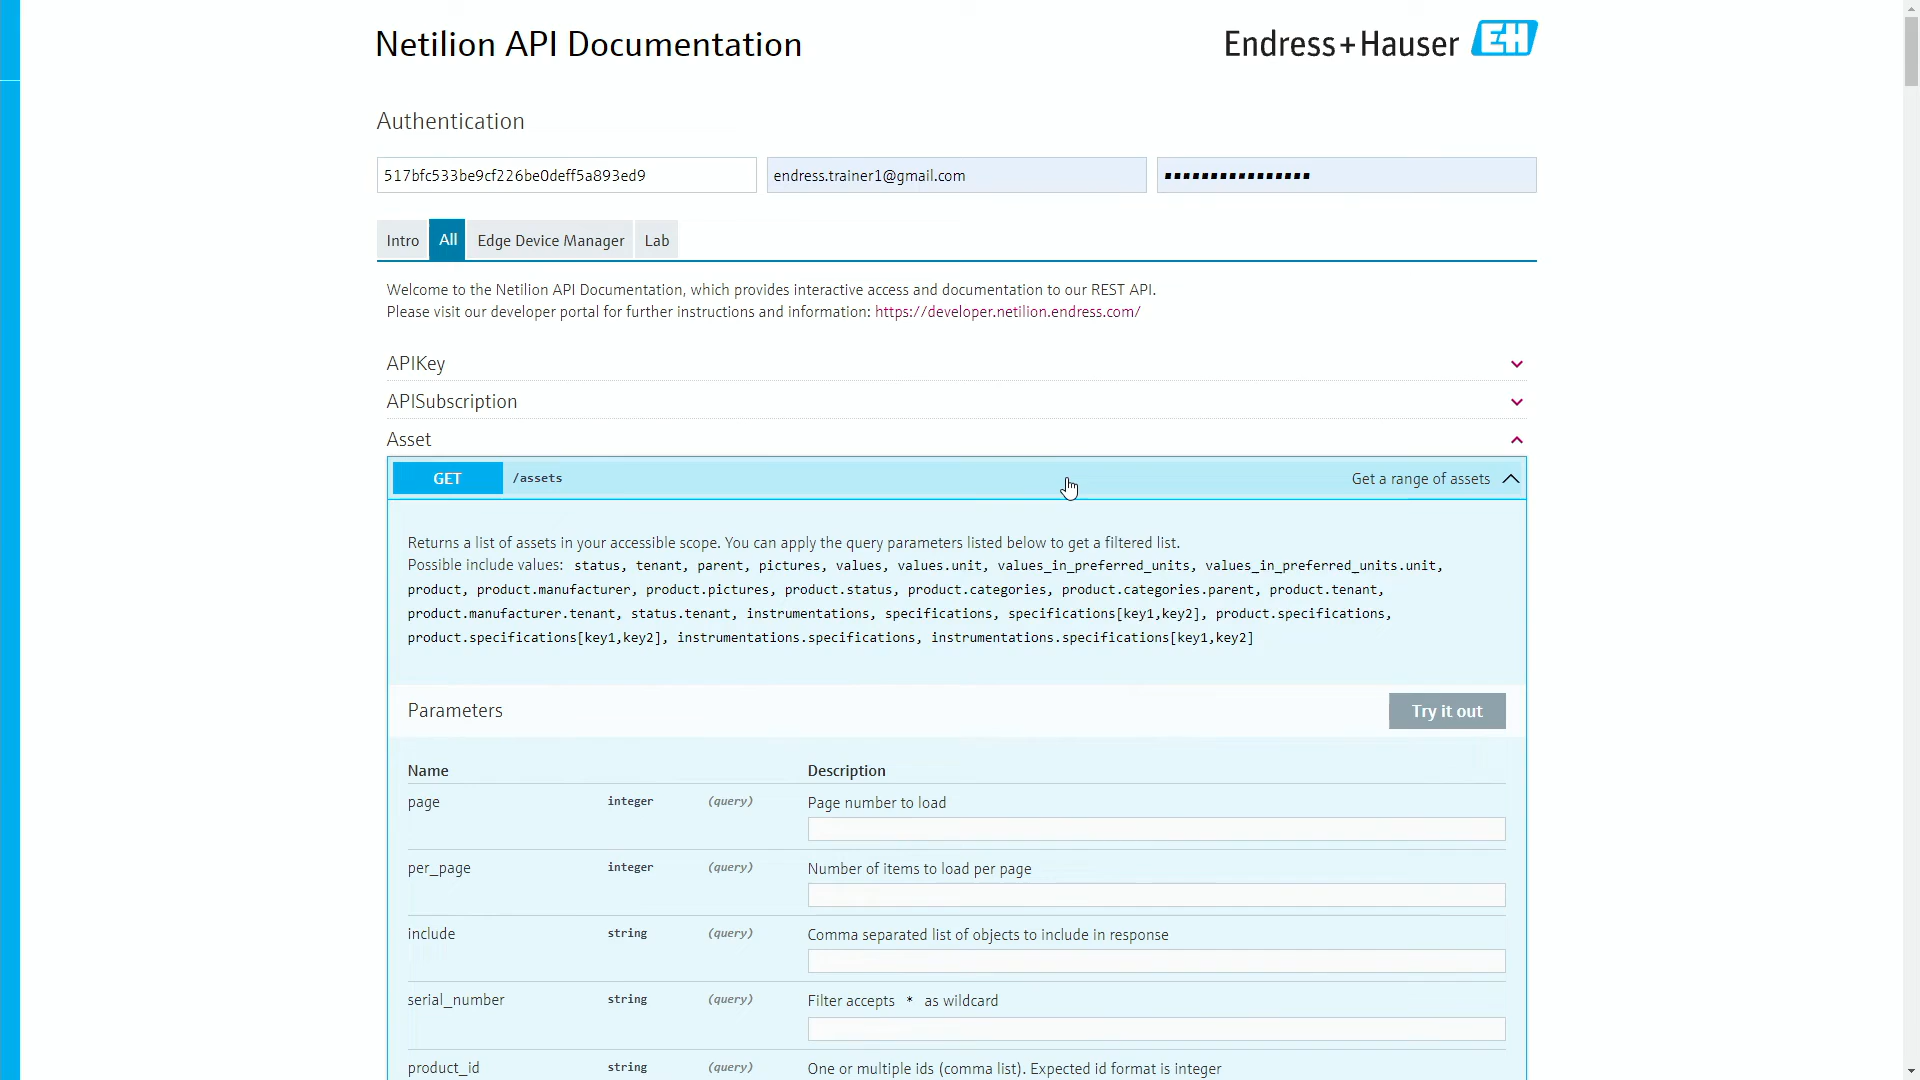 Netilion API Documentation
Endress+Hauser EH
Authentication
517bfc533be9cf226be0deff5a893ed9
endress.trainer1@gmail.com
Intro All Edge Device Manager Lab
Welcome to the Netilion API Documentation, which provides interactive access and documentation to our REST API.
Please visit our developer portal for further instructions and information: https://developer.netilion.endress.com/
APIKey
APISubscription
Asset
GET /assets Get a range of assets
Returns a list of assets in your accessible scope. You can apply the query parameters listed below to get a filtered list.
Possible include values: status, tenant, parent, pictures, values, values.unit, values_in_preferred_units, values_in_preferred_units.unit,
product, product.manufacturer, product.pictures, product.status, product.categories, product.categories.parent, product.tenant,
product.manufacturer.tenant, status.tenant, instrumentations, specifications, specifications[key1,key2], product.specifications,
product.specifications[key1,key2], instrumentations.specifications, instrumentations.specifications[key1,key2]
Parameters Try it out
Name Description
page integer (query) Page number to load
per_page integer (query) Number of items to load per page
include string (query) Comma separated list of objects to include in response
serial_number string (query) Filter accepts * as wildcard
product_id string (query) One or multiple ids (comma list). Expected id format is integer